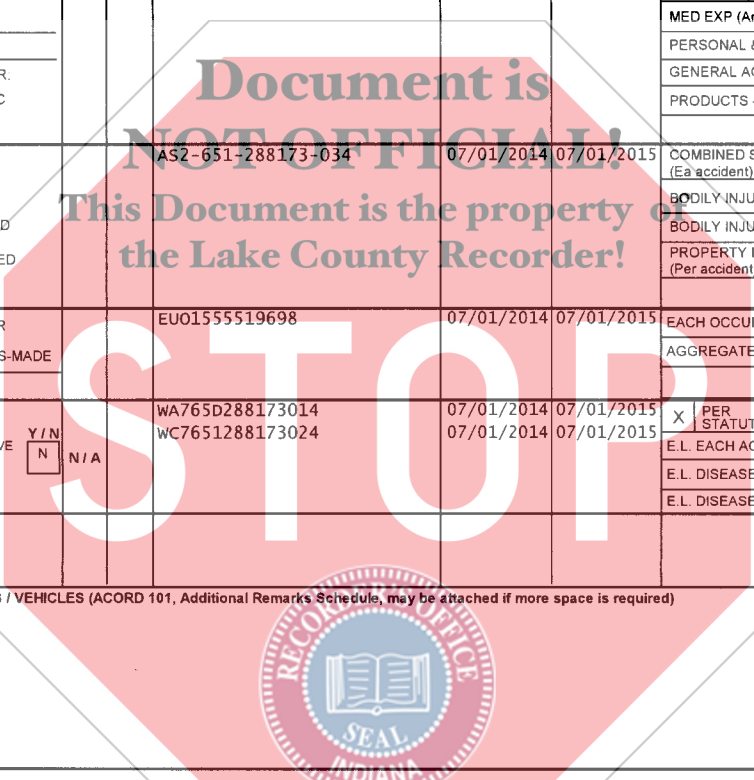 MED EXP (A
PERSONAL &
R:
GENERAL A
C
PRODUCTS -
Document is
NOT OFFICIAL!
This Document is the property of
the Lake County Recorder!
AS2-651-288173-034 07/01/2014 07/01/2015 COMBINED S
(Ea accident)
BODILY INJU
D
BODILY INJU
ED
PROPERTY
(Per accident
R
EUO1555519698 07/01/2014 07/01/2015 EACH OCCU
S-MADE
AGGREGATE
WA765D288173014 07/01/2014 07/01/2015 X PER
STATUT
WC7651288173024 07/01/2014 07/01/2015
Y / N
VE N N / A
E.L. EACH AC
E.L. DISEASE
E.L. DISEASE
STOP
/ VEHICLES (ACORD 101, Additional Remarks Schedule, may be attached if more space is required)
RECORDER'S OFFICE
SEAL
INDIANA